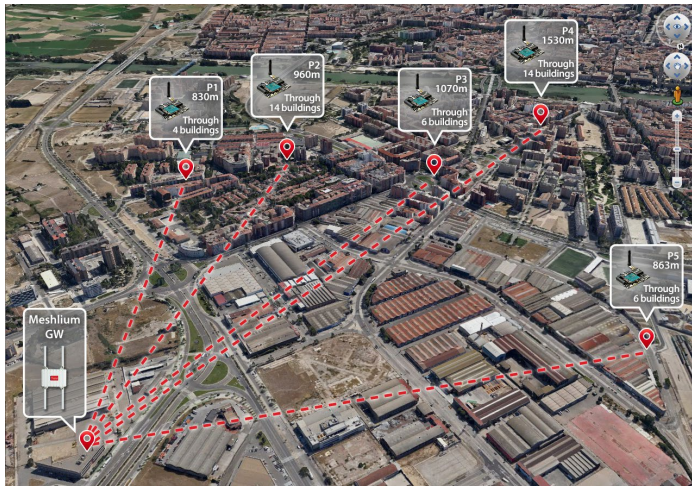 P4
1530m
Through
14 buildings
P2
960m
Through
14 buildings
P3
1070m
Through
6 buildings
P1
830m
Through
4 buildings
P5
863m
Through
6 buildings
Meshlium
GW
N